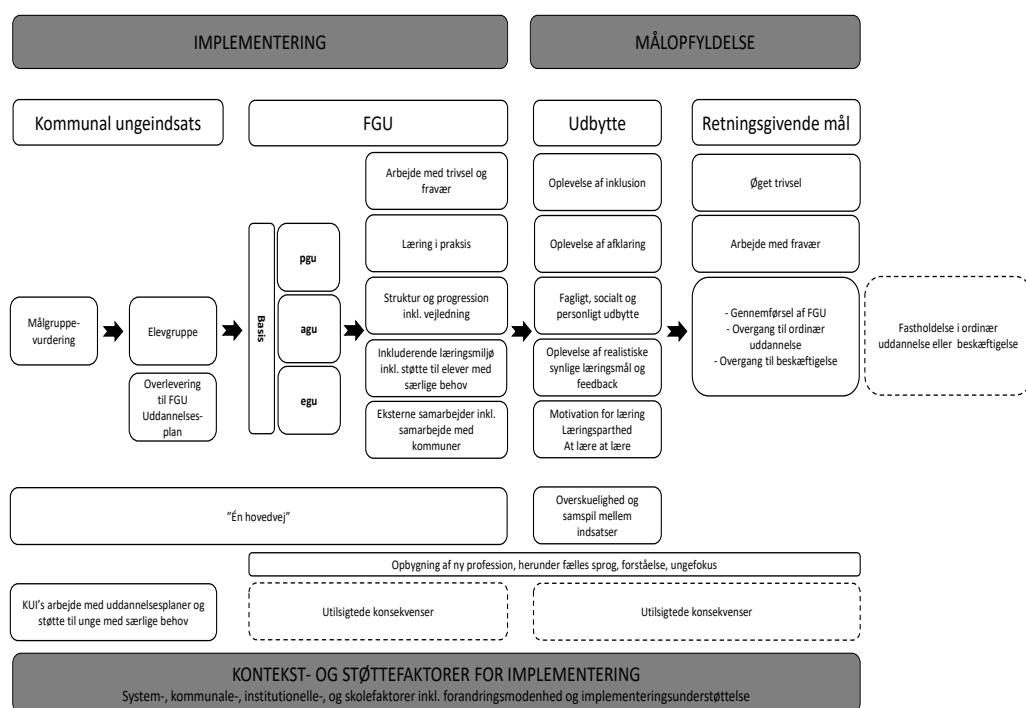 IMPLEMENTERING
MÅLOPFYLDELSE
Kommunal ungeindsats
FGU
Udbytte
Retningsgivende mål
Målgruppe-
vurdering
Elevgruppe
Overlevering
til FGU
Uddannelses-
plan
Basis
pgu
agu
egu
Arbejde med trivsel og
fravær
Læring i praksis
Struktur og progression
inkl. vejledning
Inkluderende læringsmiljø
inkl. støtte til elever med
særlige behov
Eksterne samarbejder inkl.
samarbejde med
kommuner
Oplevelse af inklusion
Oplevelse af afklaring
Fagligt, socialt og
personligt udbytte
Oplevelse af realistiske
synlige læringsmål og
feedback
Motivation for læring
Læringsparthed
At lære at lære
Øget trivsel
Arbejde med fravær
- Gennemførsel af FGU
- Overgang til ordinær
uddannelse
- Overgang til beskæftigelse
Fastholdelse i ordinær
uddannelse eller beskæftigelse
"Én hovedvej"
Overskuelighed og
samspil mellem
indsatser
Opbygning af ny profession, herunder fælles sprog, forståelse, ungefokus
KUI's arbejde med uddannelsesplaner og
støtte til unge med særlige behov
Utilsigtede konsekvenser
Utilsigtede konsekvenser
KONTEKST- OG STØTTEFAKTORER FOR IMPLEMENTERING
System-, kommunale-, institutionelle-, og skolefaktorer inkl. forandringsmodenhed og implementeringsunderstøttelse